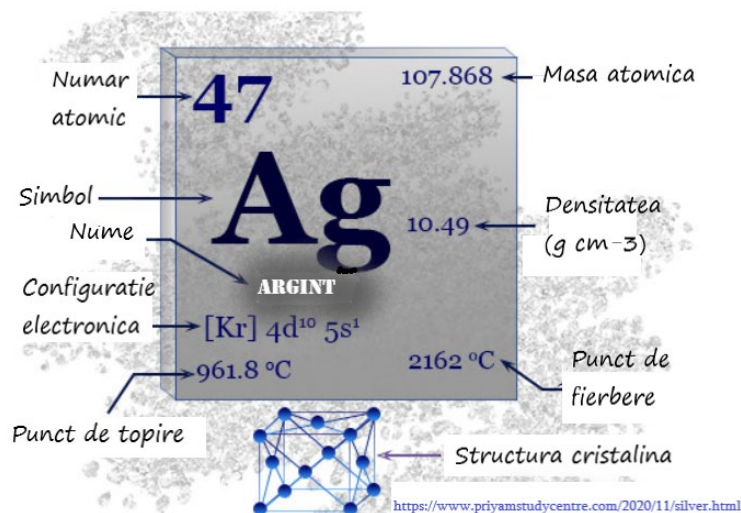 Numar
atomic
47
107.868
Masa atomica
Simbol
Ag
Nume
10.49
Densitatea
(g cm-3)
ARGINT
Configuratie
electronica
[Kr] 4d¹⁰ 5s¹
961.8 °C
2162 °C
Punct de
fierbere
Punct de topire
Structura cristalina
https://www.priyamstudycentre.com/2020/11/silver.html